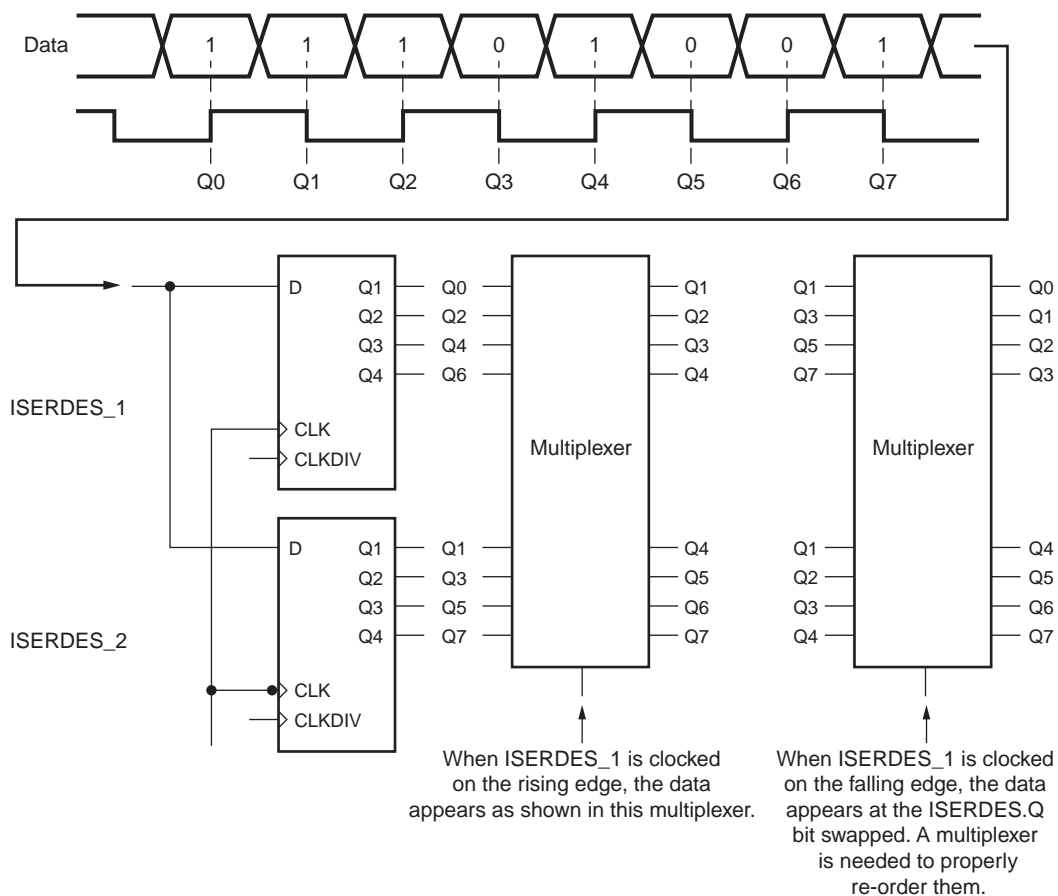 Data 1 1 1 0 1 0 0 1
Q0 Q1 Q2 Q3 Q4 Q5 Q6 Q7
ISERDES_1
D Q1
Q2
Q3
Q4
CLK
CLKDIV
ISERDES_2
D Q1
Q2
Q3
Q4
CLK
CLKDIV
Q0
Q2
Q4
Q6
Q1
Q3
Q5
Q7
Multiplexer
Q1
Q2
Q3
Q4
Q4
Q5
Q6
Q7
When ISERDES_1 is clocked
on the rising edge, the data
appears as shown in this multiplexer.
Q1
Q3
Q5
Q7
Q1
Q2
Q3
Q4
Multiplexer
Q0
Q1
Q2
Q3
Q4
Q5
Q6
Q7
When ISERDES_1 is clocked
on the falling edge, the data
appears at the ISERDES.Q
bit swapped. A multiplexer
is needed to properly
re-order them.